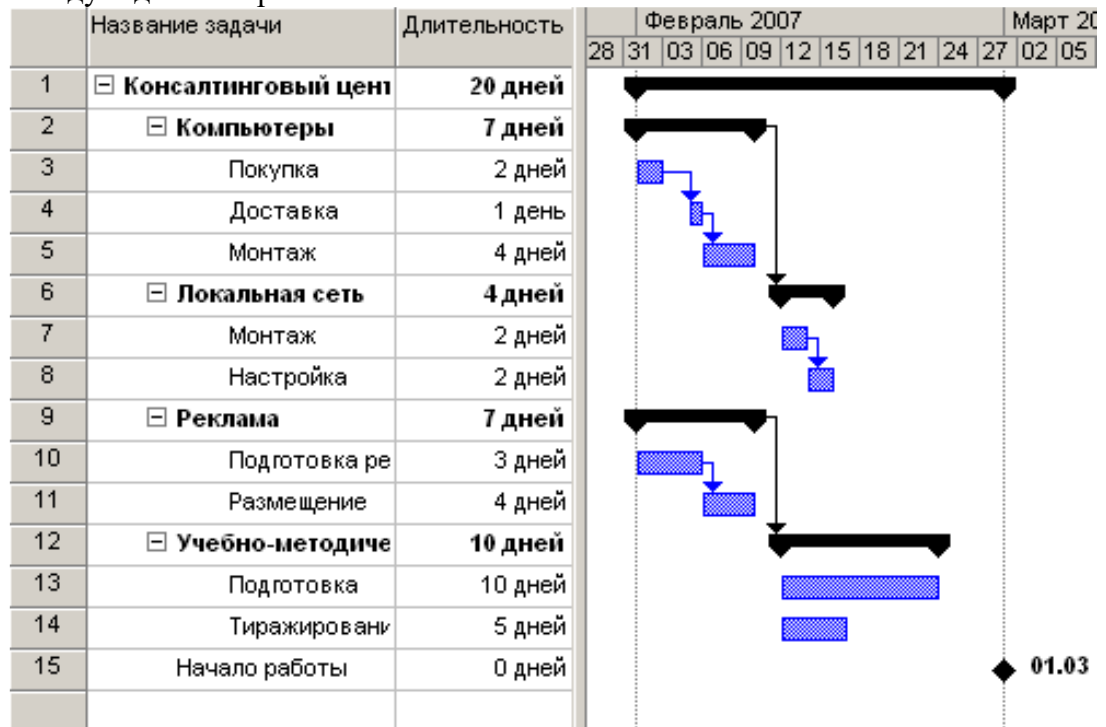 Название задачи Длительность Февраль 2007 Март 20
28 31 03 06 09 12 15 18 21 24 27 02 05
1 Консалтинговый цент 20 дней
2 Компьютеры 7 дней
3 Покупка 2 дней
4 Доставка 1 день
5 Монтаж 4 дней
6 Локальная сеть 4 дней
7 Монтаж 2 дней
8 Настройка 2 дней
9 Реклама 7 дней
10 Подготовка ре 3 дней
11 Размещение 4 дней
12 Учебно-методиче 10 дней
13 Подготовка 10 дней
14 Тиражировани 5 дней
15 Начало работы 0 дней 01.03